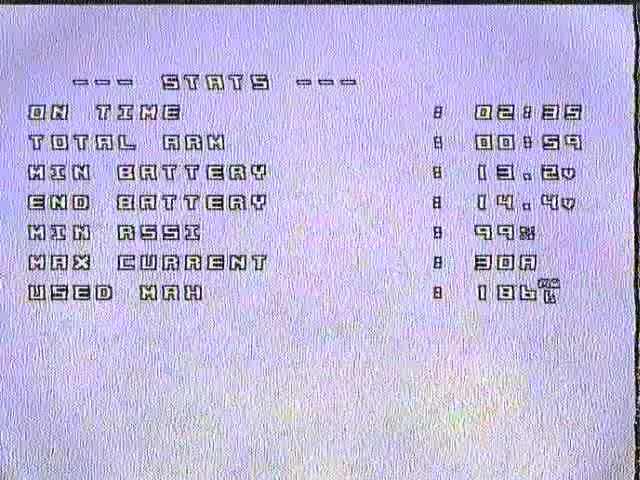 --- STATS ---
ON TIME : 02:35
TOTAL ARM : 00:59
MIN BATTERY : 13.2V
END BATTERY : 14.4V
MIN RSSI : 99%
MAX CURRENT : 30A
USED MAH : 186